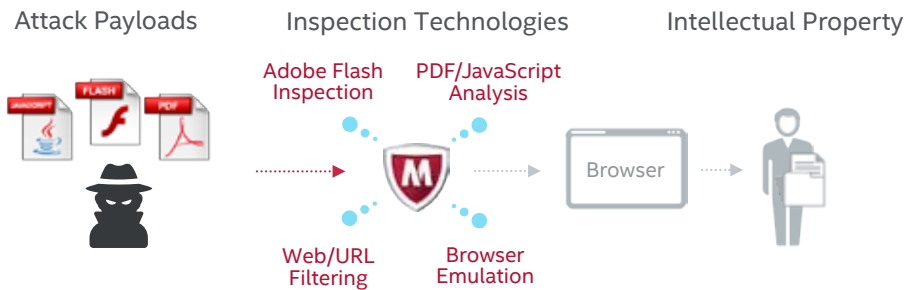 Attack Payloads
Inspection Technologies
Intellectual Property
Adobe Flash
Inspection
PDF/JavaScript
Analysis
JAVASCRIPT
FLASH
PDF
M
Browser
Web/URL
Filtering
Browser
Emulation